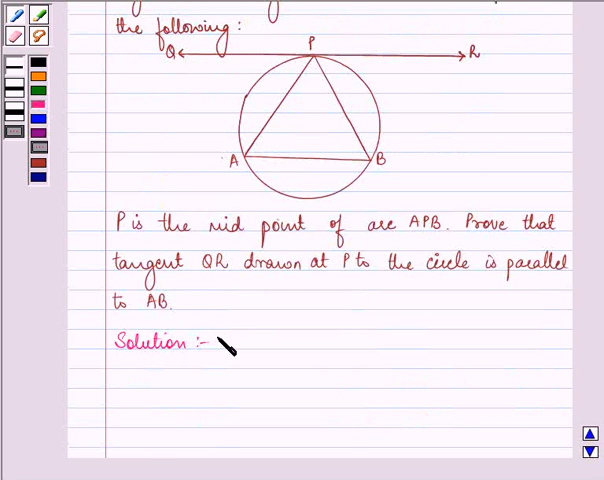 the following :
P
Q R
A B
P is the mid point of arc APB. Prove that
tangent QR drawn at P to the circle is parallel
to AB.
Solution :-